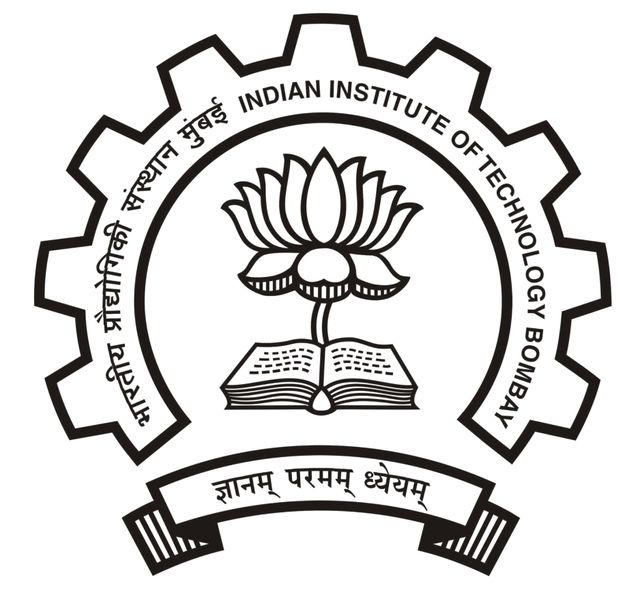 भारतीय प्रौद्योगिकी संस्थान मुंबई
INDIAN INSTITUTE OF TECHNOLOGY BOMBAY
ज्ञानम् परमम् ध्येयम्